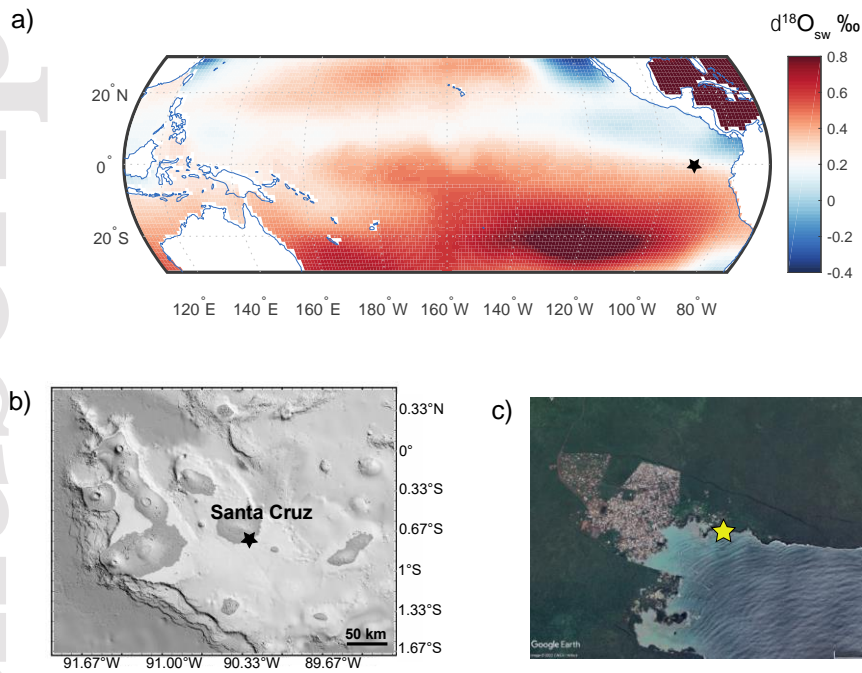 a)
d¹⁸Osw ‰
0.8
0.6
0.4
0.2
0
-0.2
-0.4
20°N
0°
20°S
120°E 140°E 160°E 180°W 160°W 140°W 120°W 100°W 80°W
b)
0.33°N
0°
0.33°S
0.67°S
1°S
1.33°S
1.67°S
Santa Cruz
50 km
91.67°W 91.00°W 90.33°W 89.67°W
c)
Google Earth